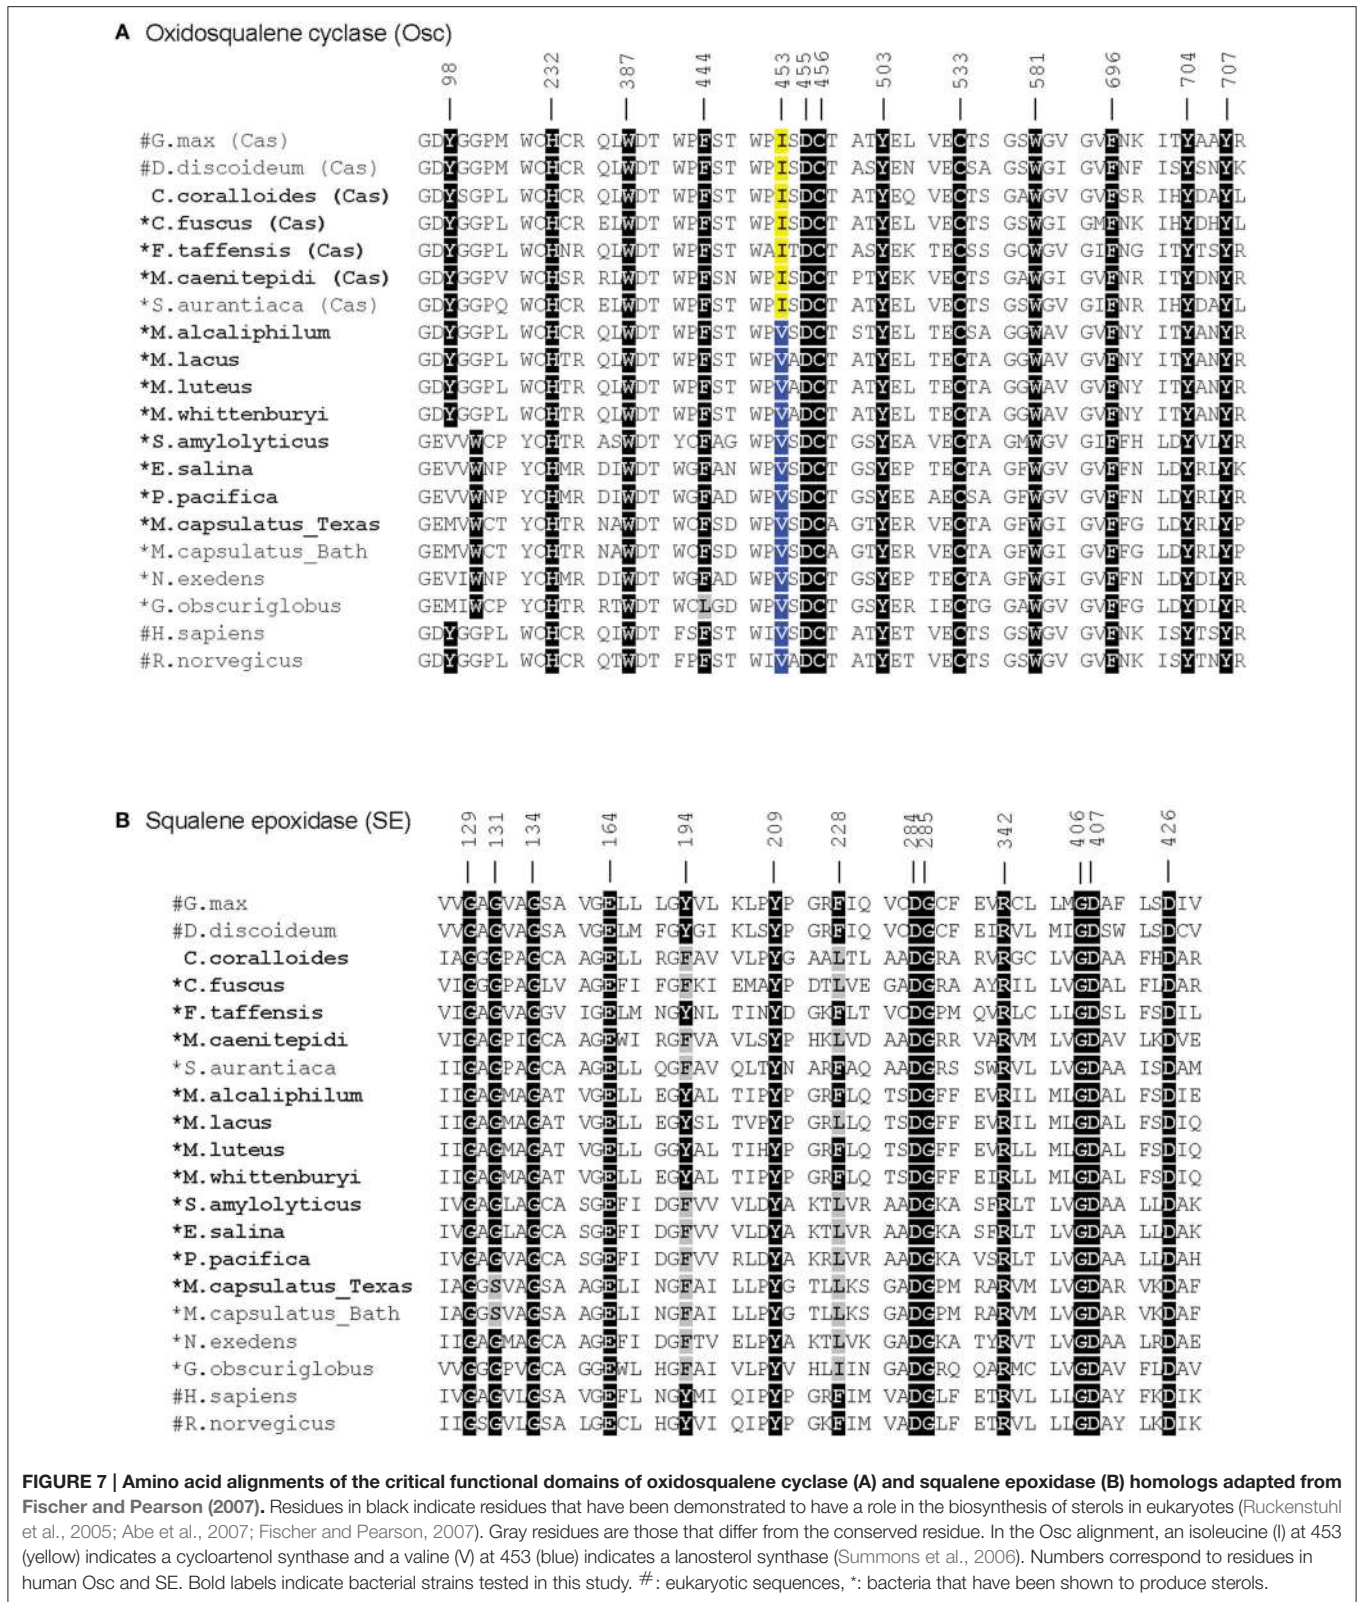 A Oxidosqualene cyclase (Osc)
98 232 387 444 453 455 456 503 533 581 696 704 707
#G.max (Cas) GDYGGPM WCHCR QLWDT WPFST WPISDCT ATYEL VECTS GSWGV GVFNK ITYAAYR
#D.discoideum (Cas) GDYGGPM WCHCR QLWDT WPFST WPISDCT ASYEN VECSA GSWGI GVFNF ISYSNYK
C.coralloides (Cas) GDYSGPL WCHCR QLWDT WPFST WPISDCT ATYEQ VECTS GAWGV GVFSR IHYDAYL
*C.fuscus (Cas) GDYGGPL WCHCR ELWDT WPFST WPISDCT ATYEL VECTS GSWGI GMFNK IHYDHYL
*F.taffensis (Cas) GDYGGPL WCHNR QLWDT WPFST WAITDCT ASYEK TECSS GCWGV GIFNG ITYTSYR
*M.caenitepidi (Cas) GDYGGPV WCHSR RLWDT WPFSN WPISDCT PTYEK VECTS GAWGI GVFNR ITYDNYR
*S.aurantiaca (Cas) GDYGGPQ WCHCR ELWDT WPFST WPISDCT ATYEL VECTS GSWGV GIFNR IHYDAYL
*M.alcaliphilum GDYGGPL WCHCR QLWDT WPFST WPVSDCT STYEL TECSA GGWAV GVFNY ITYANYR
*M.lacus GDYGGPL WCHTR QLWDT WPFST WPVADCT ATYEL TECTA GGWAV GVFNY ITYANYR
*M.luteus GDYGGPL WCHTR QLWDT WPFST WPVADCT ATYEL TECTA GGWAV GVFNY ITYANYR
*M.whittenburyi GDYGGPL WCHTR QLWDT WPFST WPVADCT ATYEL TECTA GGWAV GVFNY ITYANYR
*S.amylolyticus GEVVWCP YCHTR ASWDT YCFAG WPVSDCT GSYEA VECTA GMWGV GIFFH LDYVLYR
*E.salina GEVVWNP YCHMR DIWDT WGFAN WPVSDCT GSYEP TECTA GFWGV GVFFN LDYRLYK
*P.pacifica GEVVWNP YCHMR DIWDT WGFAD WPVSDCT GSYEE AECSA GFWGV GVFFN LDYRLYR
*M.capsulatus_Texas GEMVWCT YCHTR NAWDT WCFSD WPVSDCA GTYER VECTA GFWGI GVFFG LDYRLYP
*M.capsulatus_Bath GEMVWCT YCHTR NAWDT WCFSD WPVSDCA GTYER VECTA GFWGI GVFFG LDYRLYP
*N.exedens GEVIWNP YCHMR DIWDT WGFAD WPVSDCT GSYEP TECTA GFWGI GVFFN LDYDLYR
*G.obscuriglobus GEMIWCP YCHTR RTWDT WCLGD WPVSDCT GSYER IECTG GAWGV GVFFG LDYDLYR
#H.sapiens GDYGGPL WCHCR QIWDT FSFST WIVSDCT ATYET VECTS GSWGV GVFNK ISYTSYR
#R.norvegicus GDYGGPL WCHCR QTWDT FPFST WIVADCT ATYET VECTS GSWGV GVFNK ISYTNYR
B Squalene epoxidase (SE)
129 131 134 164 194 209 228 284 285 342 406 407 426
#G.max VVGAGVAGSA VGELL LGYVL KLPYP GRFIQ VCDGCF EVRCL LMGDAF LSDIV
#D.discoideum VVGAGVAGSA VGELM FGYGI KLSYP GRFIQ VCDGCF EIRVL MIGDSW LSDCV
C.coralloides IAGGGPAGCA AGELL RGFAV VLPYG AALTL AADGRA ARVRGC LVGDAA FHDAR
*C.fuscus VIGGGPAGLV AGEFI FGFKI EMAYP DTLVE GADGRA AYRIL LVGDAL FLDAR
*F.taffensis VIGAGVAGGV IGELM NGYNL TINYD GKFLT VCDGPM QVRLC LLGDSL FSDIL
*M.caenitepidi VIGAGPIGCA AGEWI RGFVA VLSYP HKLVD AADGRR VARVM LVGDAV LKDVE
*S.aurantiaca IIGAGPAGCA AGELL QGFAV QLTYN ARFAQ AADGRS SWRVL LVGDAA ISDAM
*M.alcaliphilum IIGAGMAGAT VGELL EGYAL TIPYP GRFLQ TSDGFF EVRIL MLGDAL FSDIE
*M.lacus IIGAGMAGAT VGELL EGYSL TVPYP GRLLQ TSDGFF EVRIL MLGDAL FSDIQ
*M.luteus IIGAGMAGAT VGELL GGYAL TIHYP GRFLQ TSDGFF EVRLL MLGDAL FSDIQ
*M.whittenburyi IIGAGMAGAT VGELL EGYAL TIPYP GRFLQ TSDGFF EIRLL MLGDAL FSDIQ
*S.amylolyticus IVGAGLAGCA SGEFI DGFVV VLDYA KTLVR AADGKA SFRLT LVGDAA LLDAK
*E.salina IVGAGLAGCA SGEFI DGFVV VLDYA KTLVR AADGKA SFRLT LVGDAA LLDAK
*P.pacifica IVGAGVAGCA SGEFI DGFVV RLDYA KRLVR AADGKA VSRLT LVGDAA LLDAH
*M.capsulatus_Texas IAGGSVAGSA AGELI NGFAI LLPYG TLLKS GADGPM RARVM LVGDAR VKDAF
*M.capsulatus_Bath IAGGSVAGSA AGELI NGFAI LLPYG TLLKS GADGPM RARVM LVGDAR VKDAF
*N.exedens IIGAGMAGCA AGEFI DGFTV ELPYA KTLVK GADGKA TYRVT LVGDAA LRDAE
*G.obscuriglobus VVGGGPVGCA GGEWL HGFAI VLPYV HLIIN GADGRQ QARMC LVGDAV FLDAV
#H.sapiens IVGAGVLGSA VGEFL NGYMI QIPYP GRFIM VADGLF ETRVL LLGDAY FKDIK
#R.norvegicus IIGSGVLGSA LGECL HGYVI QIPYP GKFIM VADGLF ETRVL LLGDAY LKDIK
FIGURE 7 | Amino acid alignments of the critical functional domains of oxidosqualene cyclase (A) and squalene epoxidase (B) homologs adapted from
Fischer and Pearson (2007). Residues in black indicate residues that have been demonstrated to have a role in the biosynthesis of sterols in eukaryotes (Ruckenstuhl
et al., 2005; Abe et al., 2007; Fischer and Pearson, 2007). Gray residues are those that differ from the conserved residue. In the Osc alignment, an isoleucine (I) at 453
(yellow) indicates a cycloartenol synthase and a valine (V) at 453 (blue) indicates a lanosterol synthase (Summons et al., 2006). Numbers correspond to residues in
human Osc and SE. Bold labels indicate bacterial strains tested in this study. #: eukaryotic sequences, *: bacteria that have been shown to produce sterols.